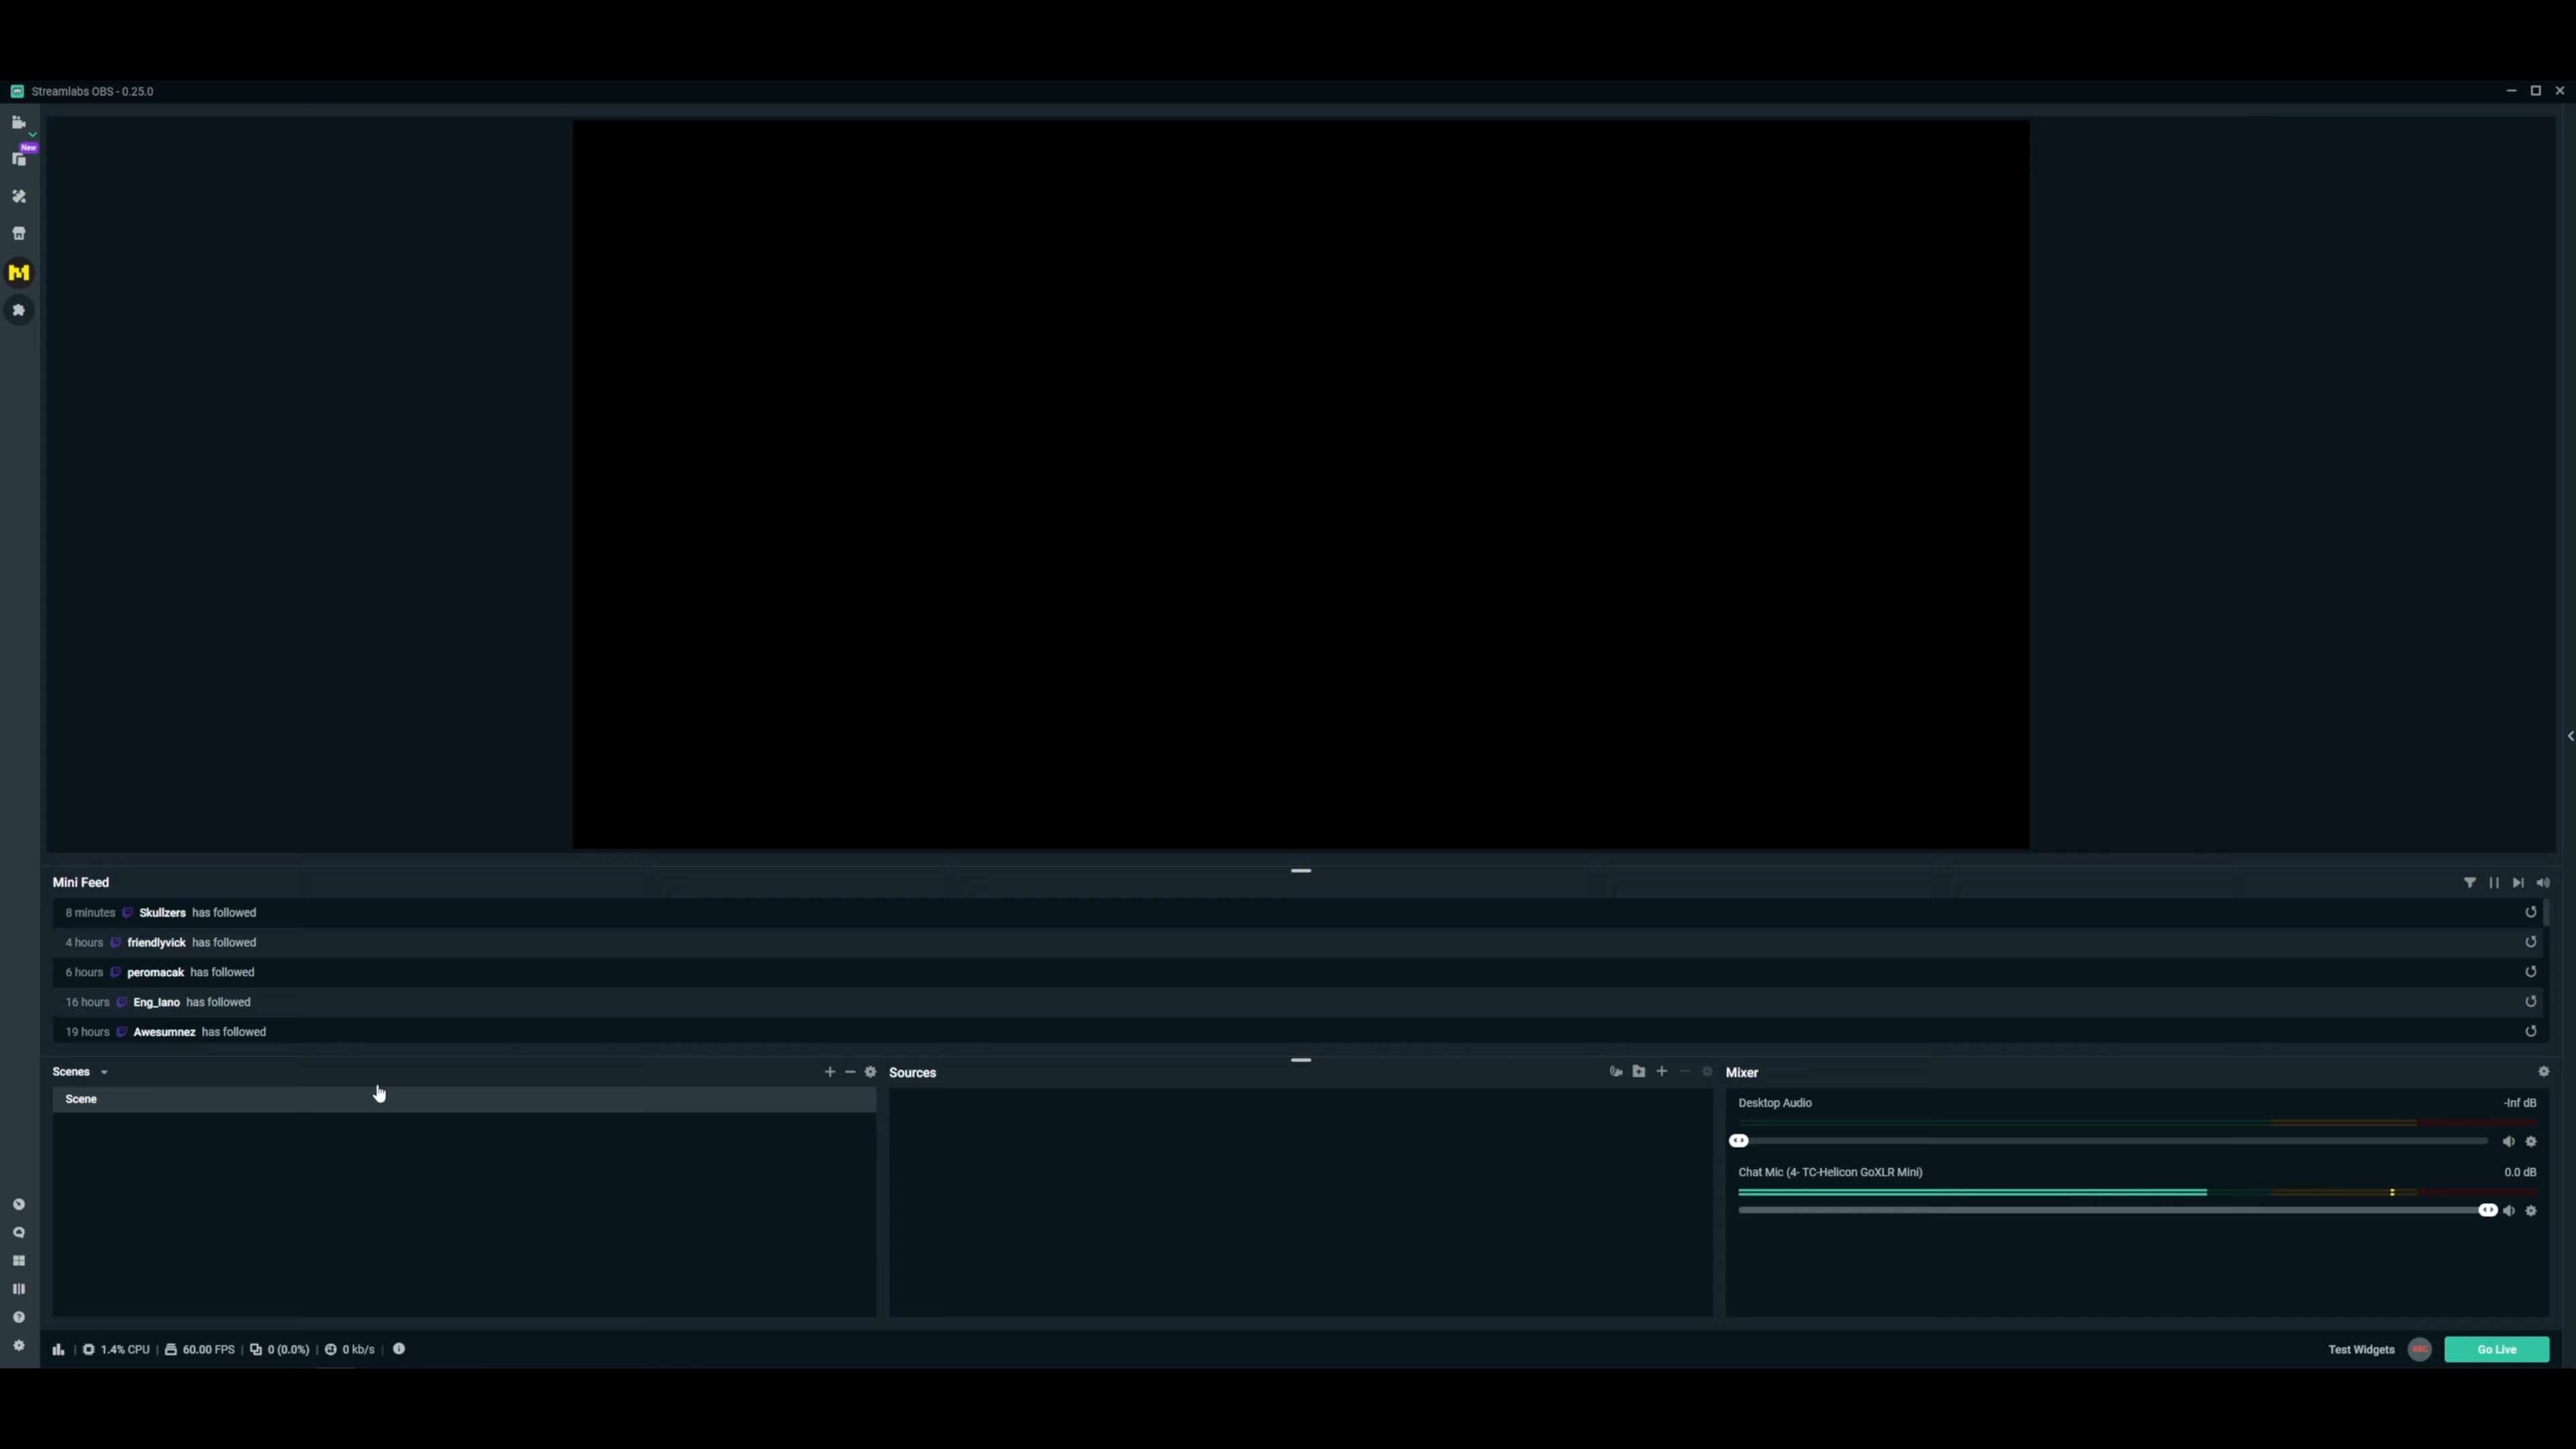 Streamlabs OBS - 0.25.0
New
Mini Feed
8 minutes Skullzers has followed
4 hours friendlyvick has followed
6 hours peromacak has followed
16 hours Eng_Iano has followed
19 hours Awesumnez has followed
Scenes
Scene
Sources
Mixer
Desktop Audio -Inf dB
Chat Mic (4- TC-Helicon GoXLR Mini) 0.0 dB
1.4% CPU | 60.00 FPS | 0 (0.0%) | 0 kb/s
Test Widgets REC Go Live